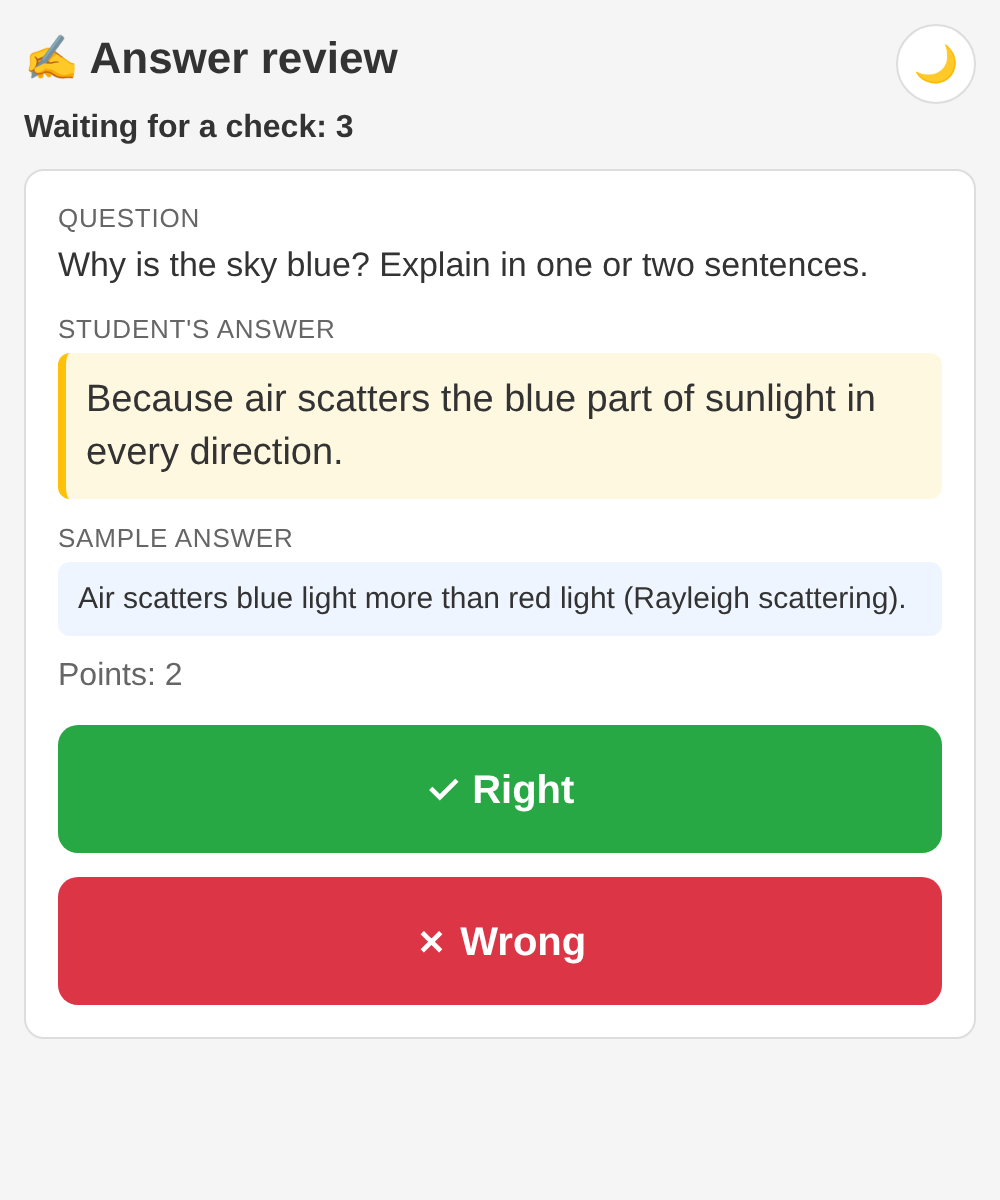 ✍️ Answer review
Waiting for a check: 3
QUESTION
Why is the sky blue? Explain in one or two sentences.
STUDENT'S ANSWER
Because air scatters the blue part of sunlight in
every direction.
SAMPLE ANSWER
Air scatters blue light more than red light (Rayleigh scattering).
Points: 2
✓ Right
✕ Wrong